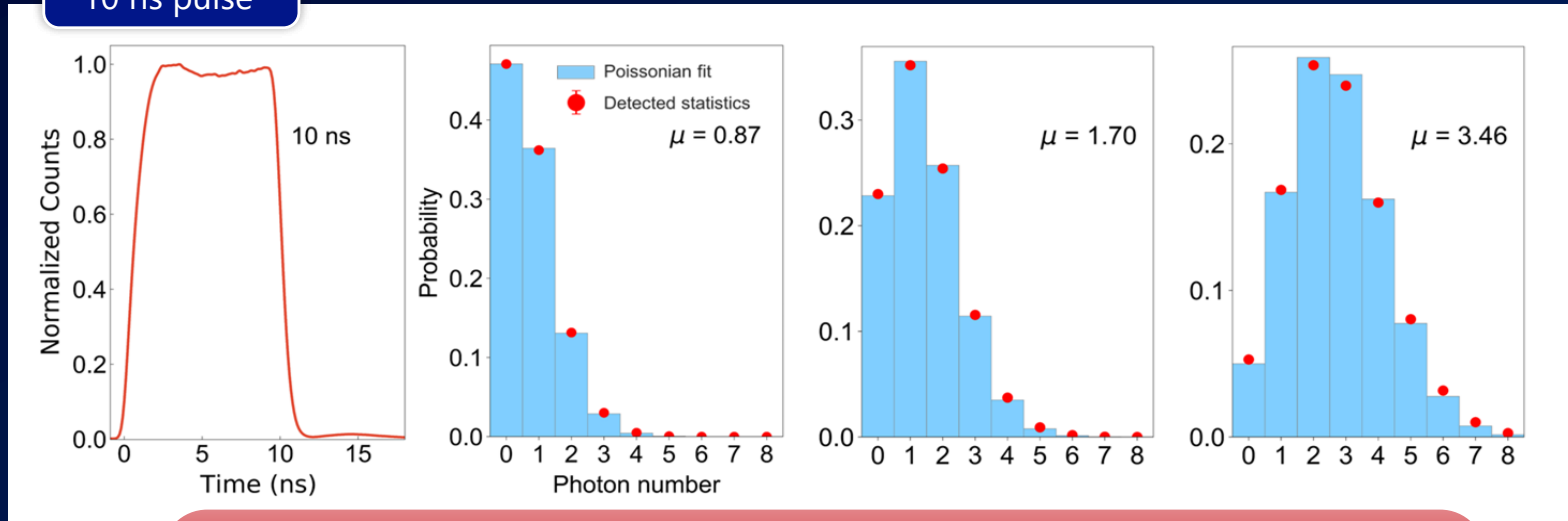 10 ns pulse
Normalized Counts
1.0
0.8
0.6
0.4
0.2
0.0
10 ns
0 5 10 15
Time (ns)
Probability
0.4
0.3
0.2
0.1
0.0
Poissonian fit
Detected statistics
μ = 0.87
0 1 2 3 4 5 6 7 8
Photon number
0.3
0.2
0.1
0.0
μ = 1.70
0 1 2 3 4 5 6 7 8
0.2
0.1
0.0
μ = 3.46
0 1 2 3 4 5 6 7 8